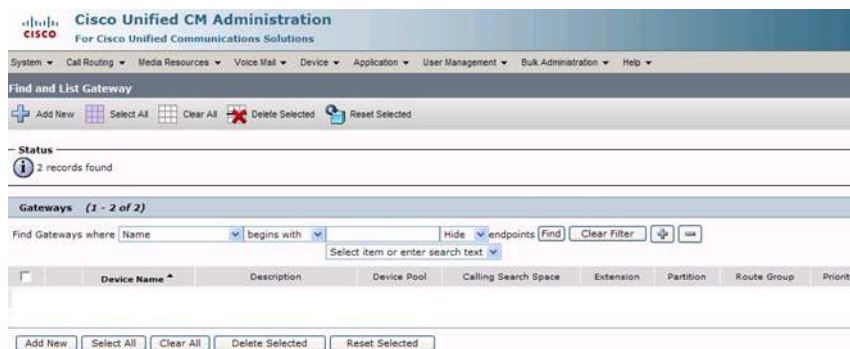 Cisco Unified CM Administration
CISCO
For Cisco Unified Communications Solutions
System Call Routing Media Resources Voice Mail Device Application User Management Bulk Administration Help
Find and List Gateway
Add New Select All Clear All Delete Selected Reset Selected
Status
2 records found
Gateways (1 - 2 of 2)
Find Gateways where Name begins with Hide endpoints Find Clear Filter
Select item or enter search text
Device Name Description Device Pool Calling Search Space Extension Partition Route Group Priorit
Add New Select All Clear All Delete Selected Reset Selected